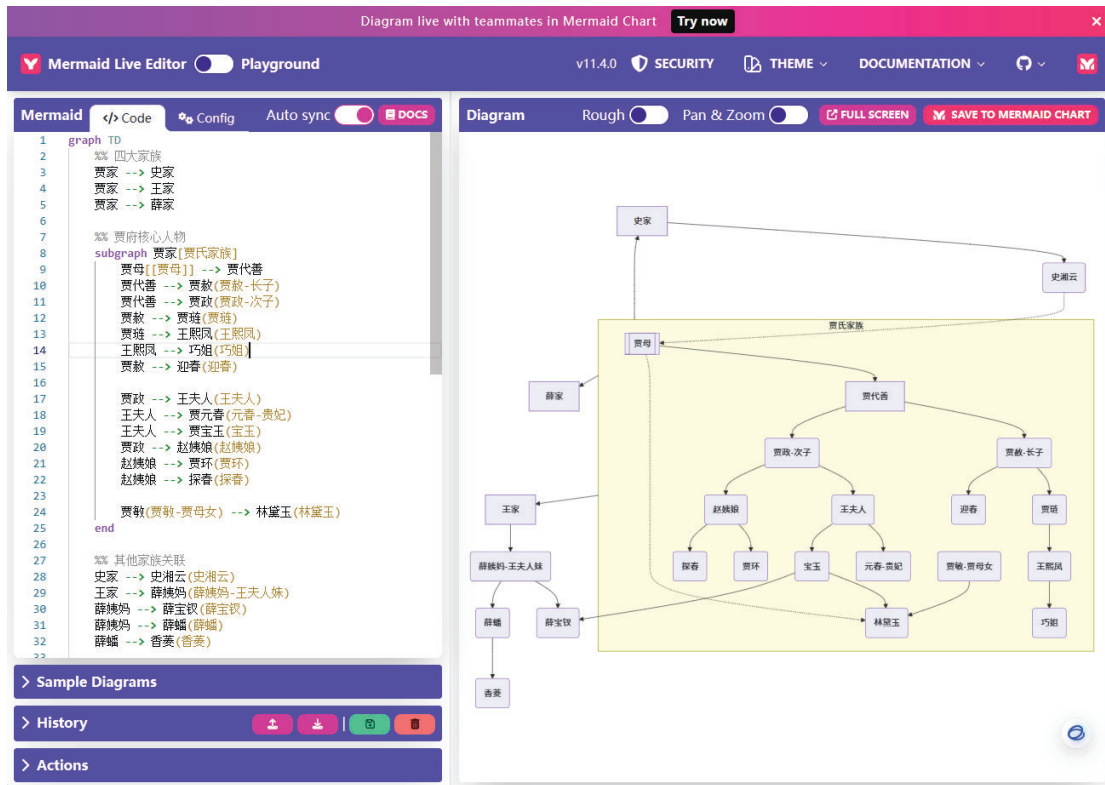 Diagram live with teammates in Mermaid Chart Try now ×
Mermaid Live Editor Playground v11.4.0 SECURITY THEME DOCUMENTATION
Mermaid Code Config Auto sync DOCS
1 graph TD
2 %% 四大家族
3 贾家 --> 史家
4 贾家 --> 王家
5 贾家 --> 薛家
6
7 %% 贾府核心人物
8 subgraph 贾家[贾氏家族]
9 贾母[[贾母]] --> 贾代善
10 贾代善 --> 贾赦(贾赦-长子)
11 贾代善 --> 贾政(贾政-次子)
12 贾赦 --> 贾琏(贾琏)
13 贾琏 --> 王熙凤(王熙凤)
14 王熙凤 --> 巧姐(巧姐)
15 贾赦 --> 迎春(迎春)
16
17 贾政 --> 王夫人(王夫人)
18 王夫人 --> 贾元春(元春-贵妃)
19 王夫人 --> 贾宝玉(宝玉)
20 贾政 --> 赵姨娘(赵姨娘)
21 赵姨娘 --> 贾环(贾环)
22 赵姨娘 --> 探春(探春)
23
24 贾敏(贾敏-贾母女) --> 林黛玉(林黛玉)
25 end
26
27 %% 其他家族关联
28 史家 --> 史湘云(史湘云)
29 王家 --> 薛姨妈(薛姨妈-王夫人妹)
30 薛姨妈 --> 薛宝钗(薛宝钗)
31 薛姨妈 --> 薛蟠(薛蟠)
32 薛蟠 --> 香菱(香菱)
33
Sample Diagrams
History
Actions
Diagram Rough Pan & Zoom FULL SCREEN SAVE TO MERMAID CHART
史家
史湘云
贾氏家族
贾母
薛家 贾代善
贾政-次子 贾赦-长子
王家 赵姨娘 王夫人 迎春 贾琏
薛姨妈-王夫人妹 探春 贾环 宝玉 元春-贵妃 贾敏-贾母女 王熙凤
薛蟠 薛宝钗 林黛玉 巧姐
香菱